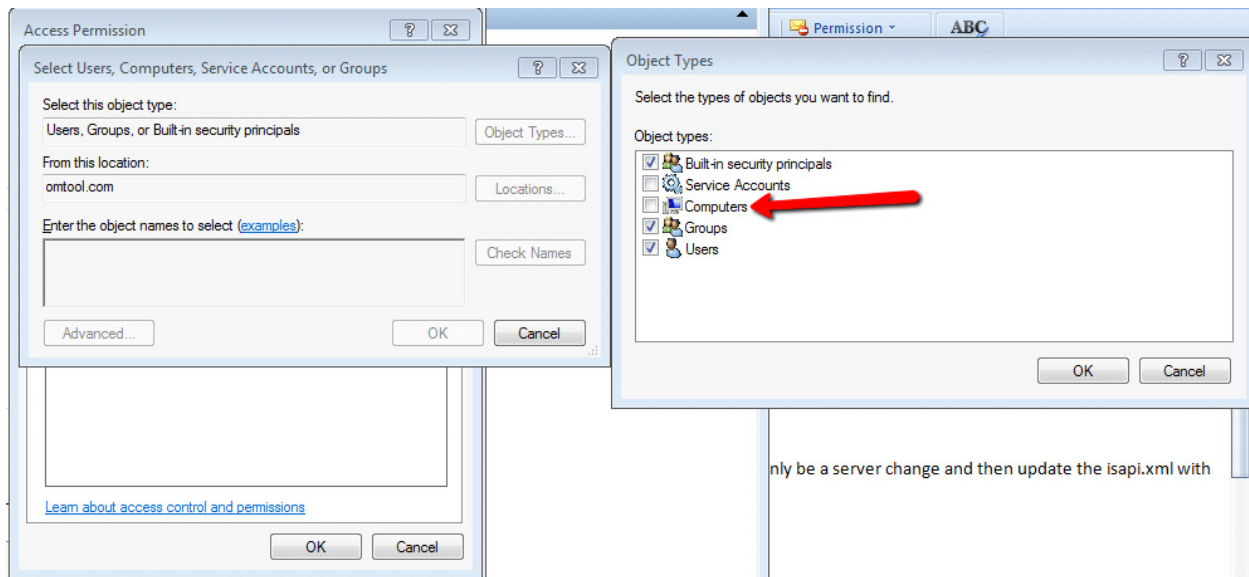 Access Permission
Select Users, Computers, Service Accounts, or Groups
Select this object type:
Users, Groups, or Built-in security principals
Object Types...
From this location:
omtool.com
Locations...
Enter the object names to select (examples):
Check Names
Advanced...
OK
Cancel
Learn about access control and permissions
OK
Cancel
Permission
ABC
Object Types
Select the types of objects you want to find.
Object types:
Built-in security principals
Service Accounts
Computers
Groups
Users
OK
Cancel
nly be a server change and then update the isapi.xml with